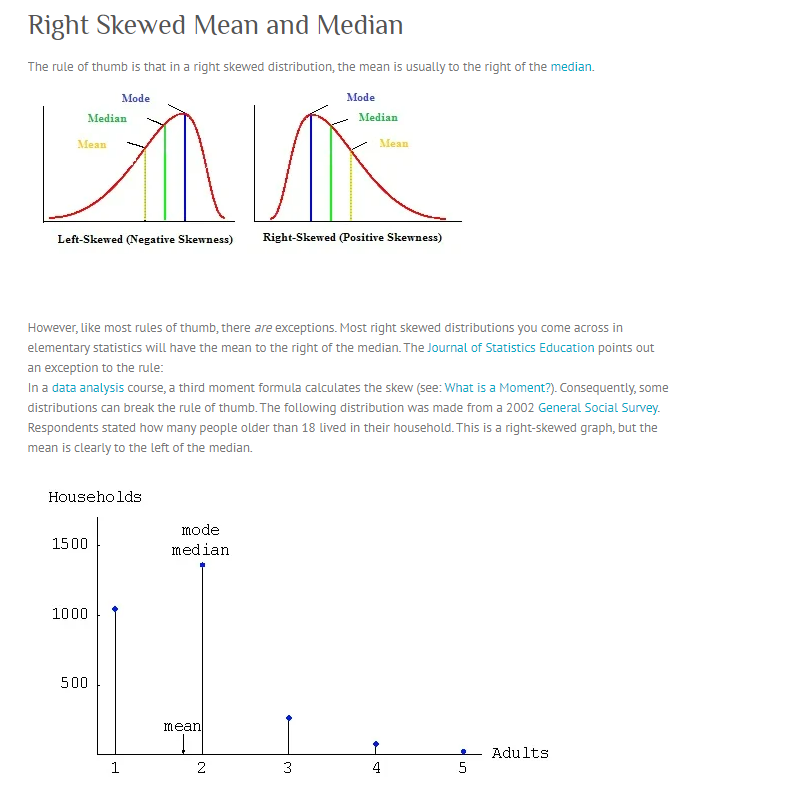 Right Skewed Mean and Median
The rule of thumb is that in a right skewed distribution, the mean is usually to the right of the median.
Mode
Median
Mean
Mode
Median
Mean
Left-Skewed (Negative Skewness)
Right-Skewed (Positive Skewness)
However, like most rules of thumb, there are exceptions. Most right skewed distributions you come across in
elementary statistics will have the mean to the right of the median. The Journal of Statistics Education points out
an exception to the rule:
In a data analysis course, a third moment formula calculates the skew (see: What is a Moment?). Consequently, some
distributions can break the rule of thumb. The following distribution was made from a 2002 General Social Survey.
Respondents stated how many people older than 18 lived in their household. This is a right-skewed graph, but the
mean is clearly to the left of the median.
Households
mode
1500
median
1000
500
mean
Adults
1 2 3 4 5